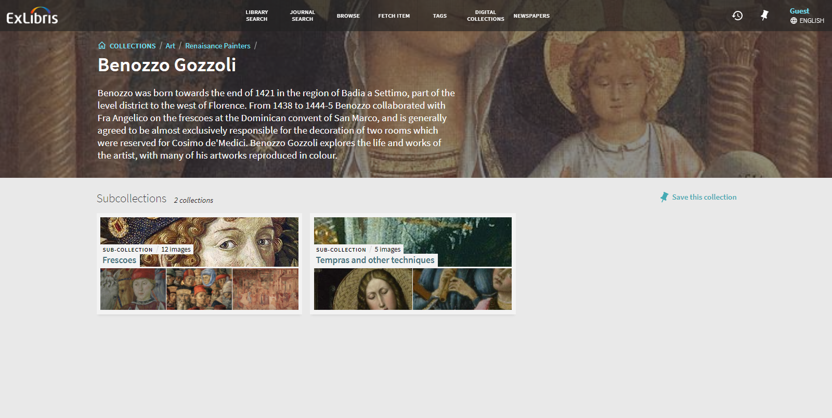 ExLibris
LIBRARY
SEARCH
JOURNAL
SEARCH
BROWSE
FETCH ITEM
TAGS
DIGITAL
COLLECTIONS
NEWSPAPERS
Guest
ENGLISH
COLLECTIONS / Art / Renaisance Painters /
Benozzo Gozzoli
Benozzo was born towards the end of 1421 in the region of Badia a Settimo, part of the
level district to the west of Florence. From 1438 to 1444-5 Benozzo collaborated with
Fra Angelico on the frescoes at the Dominican convent of San Marco, and is generally
agreed to be almost exclusively responsible for the decoration of two rooms which
were reserved for Cosimo de'Medici. Benozzo Gozzoli explores the life and works of
the artist, with many of his artworks reproduced in colour.
Subcollections 2 collections
Save this collection
SUB-COLLECTION / 12 images
Frescoes
SUB-COLLECTION / 5 images
Tempras and other techniques